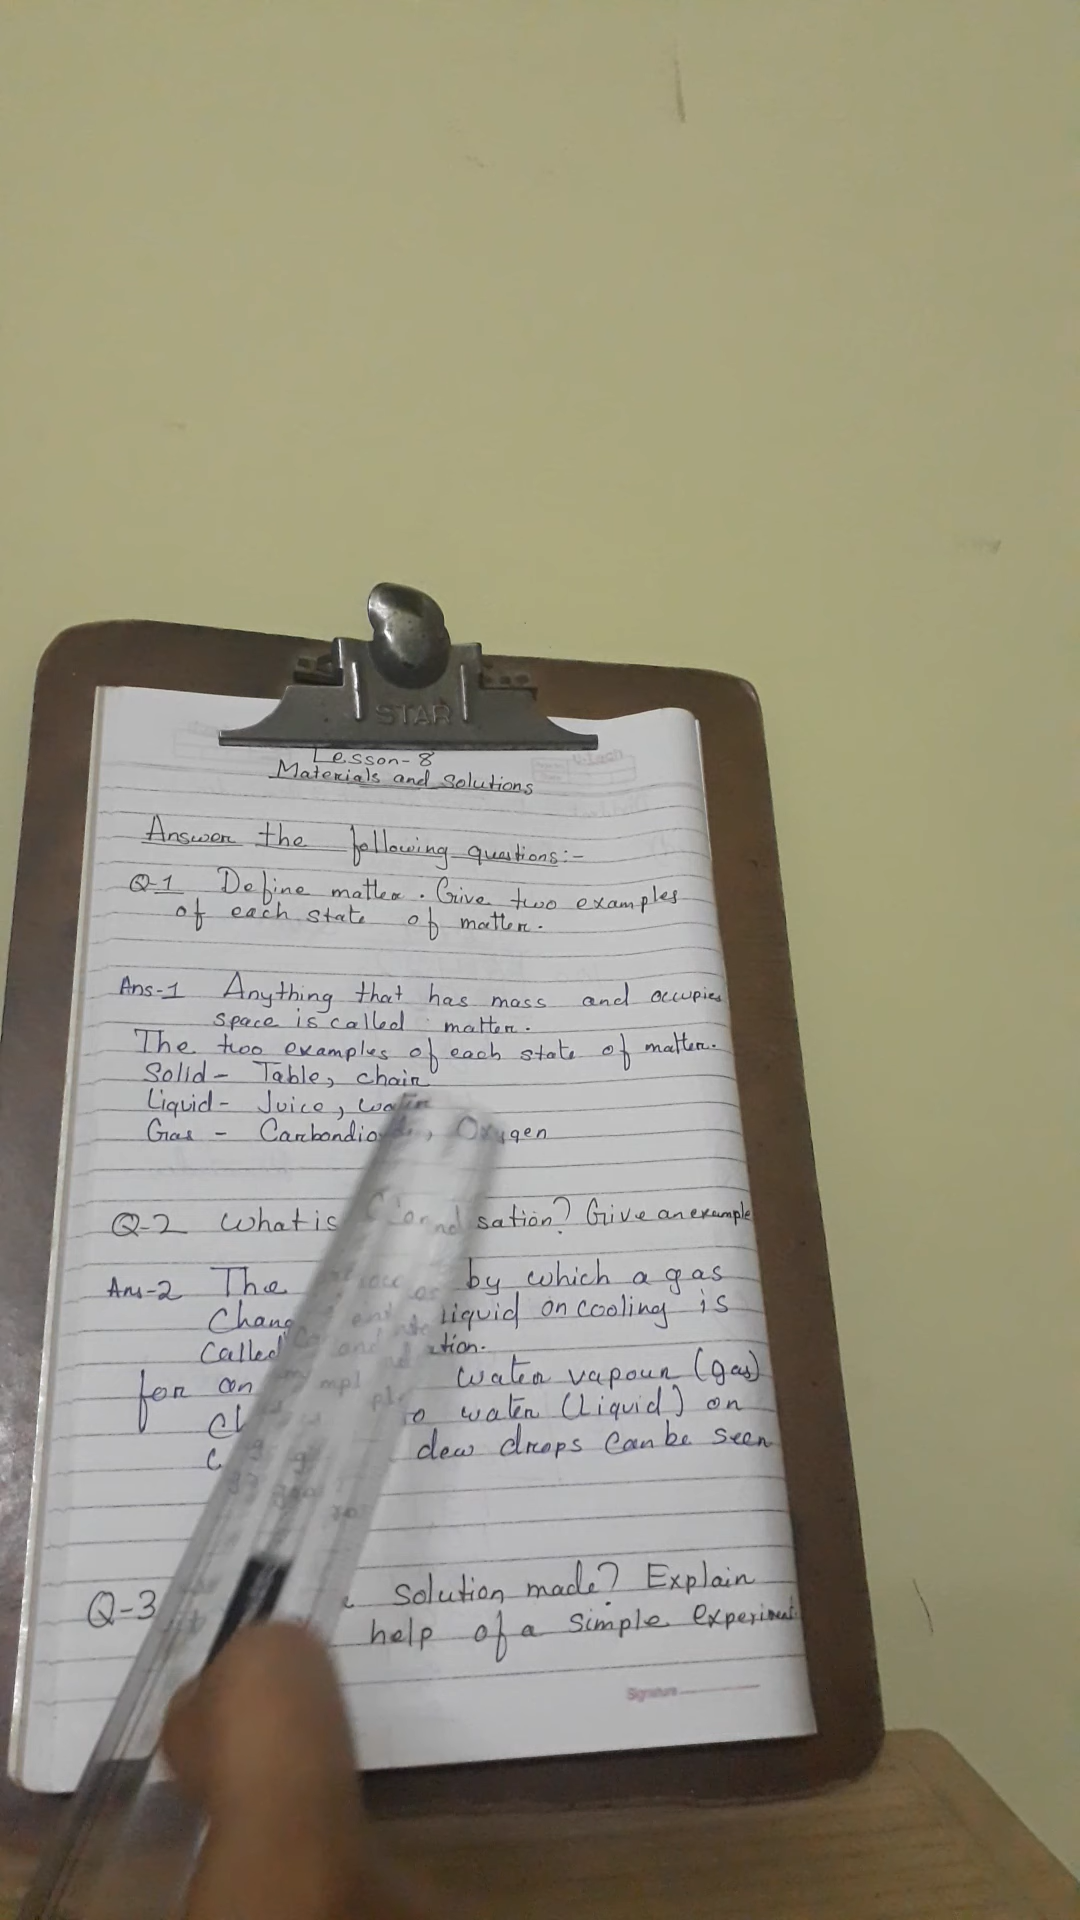 STAR
Lesson-8
Materials and Solutions
Answer the following questions:-
Q-1 Define matter. Give two examples
of each state of matter.
Ans-1 Anything that has mass and occupies
space is called matter.
The two examples of each state of matter.
Solid - Table, chair
Liquid - Juice, water
Gas - , Oxygen
Q-2 What is ? Give an example
Ans-2 The by which a gas
liquid on cooling is
called
for an water vapour (gas)
water (Liquid) on
dew drops can be seen
Q-3 solution made? Explain
help of a simple experiment.
Signature